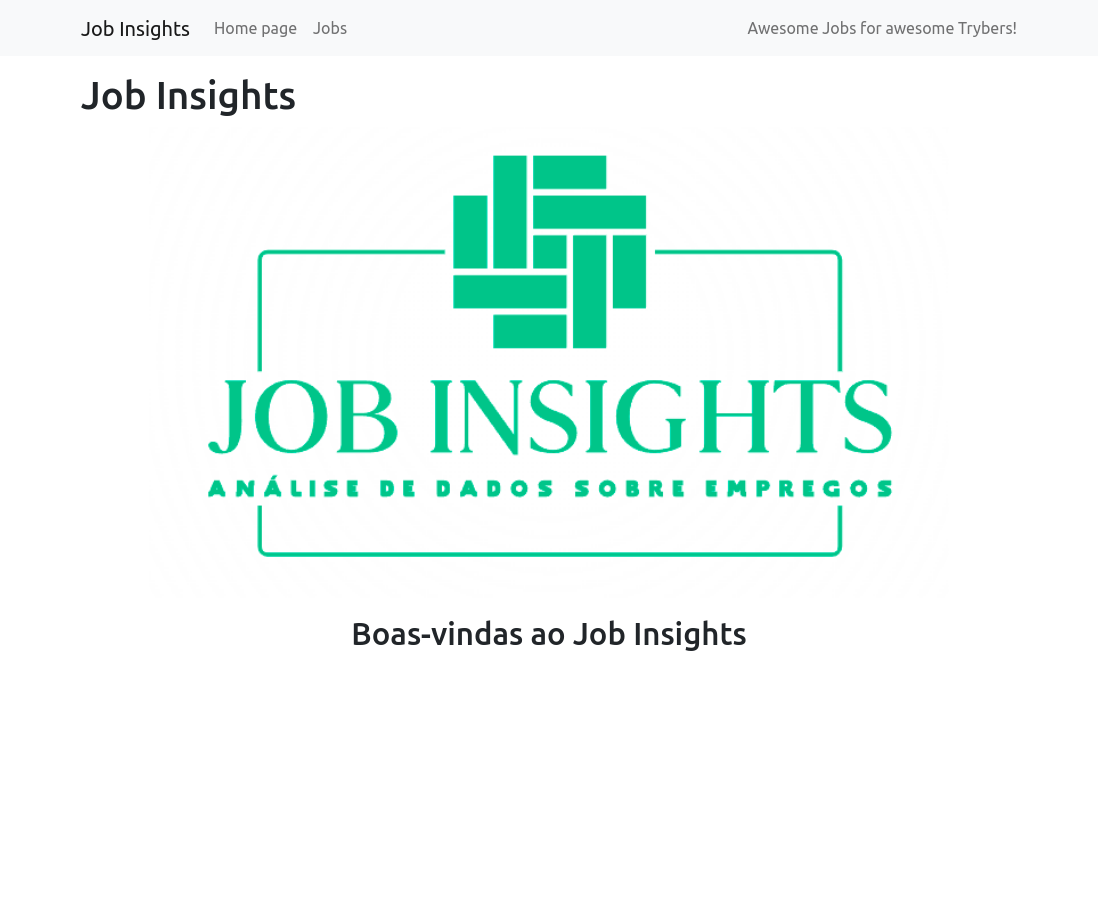 Job Insights Home page Jobs Awesome Jobs for awesome Trybers!
Job Insights
JOB INSIGHTS
ANÁLISE DE DADOS SOBRE EMPREGOS
Boas-vindas ao Job Insights